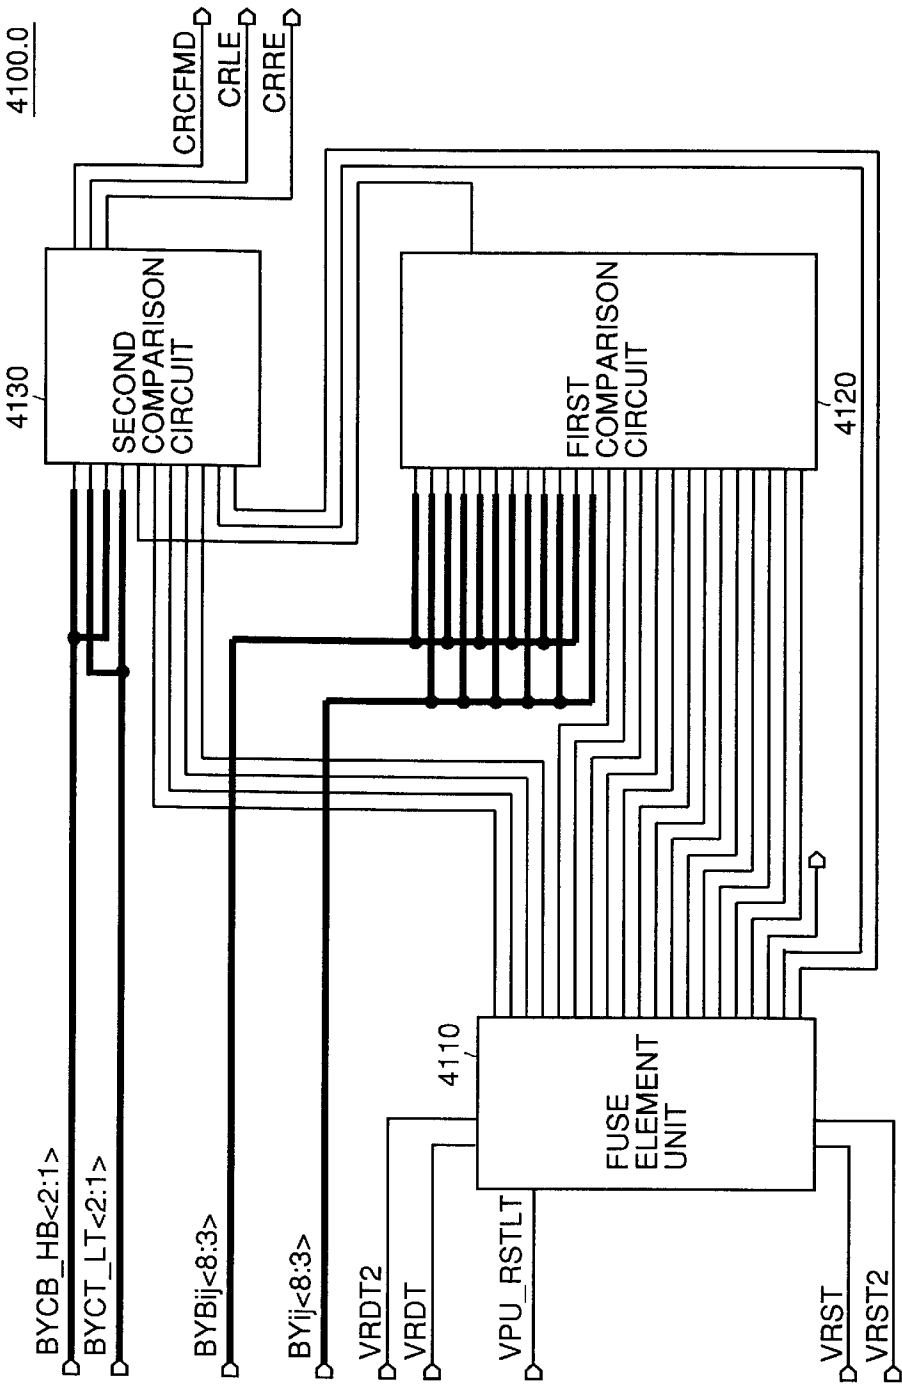 4100.0
BYCB_HB<2:1>
BYCT_LT<2:1>
BYBij<8:3>
BYij<8:3>
VRDT2
VRDT
VPU_RSTLT
VRST
VRST2
4110
FUSE
ELEMENT
UNIT
4130
SECOND
COMPARISON
CIRCUIT
FIRST
COMPARISON
CIRCUIT
4120
CRCFMD
CRLE
CRRE